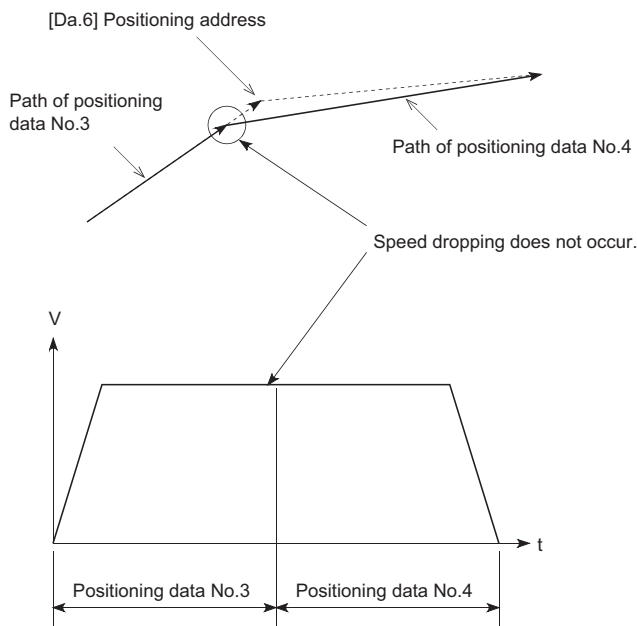 [Da.6] Positioning address
Path of positioning
data No.3
Path of positioning data No.4
Speed dropping does not occur.
V
t
Positioning data No.3
Positioning data No.4